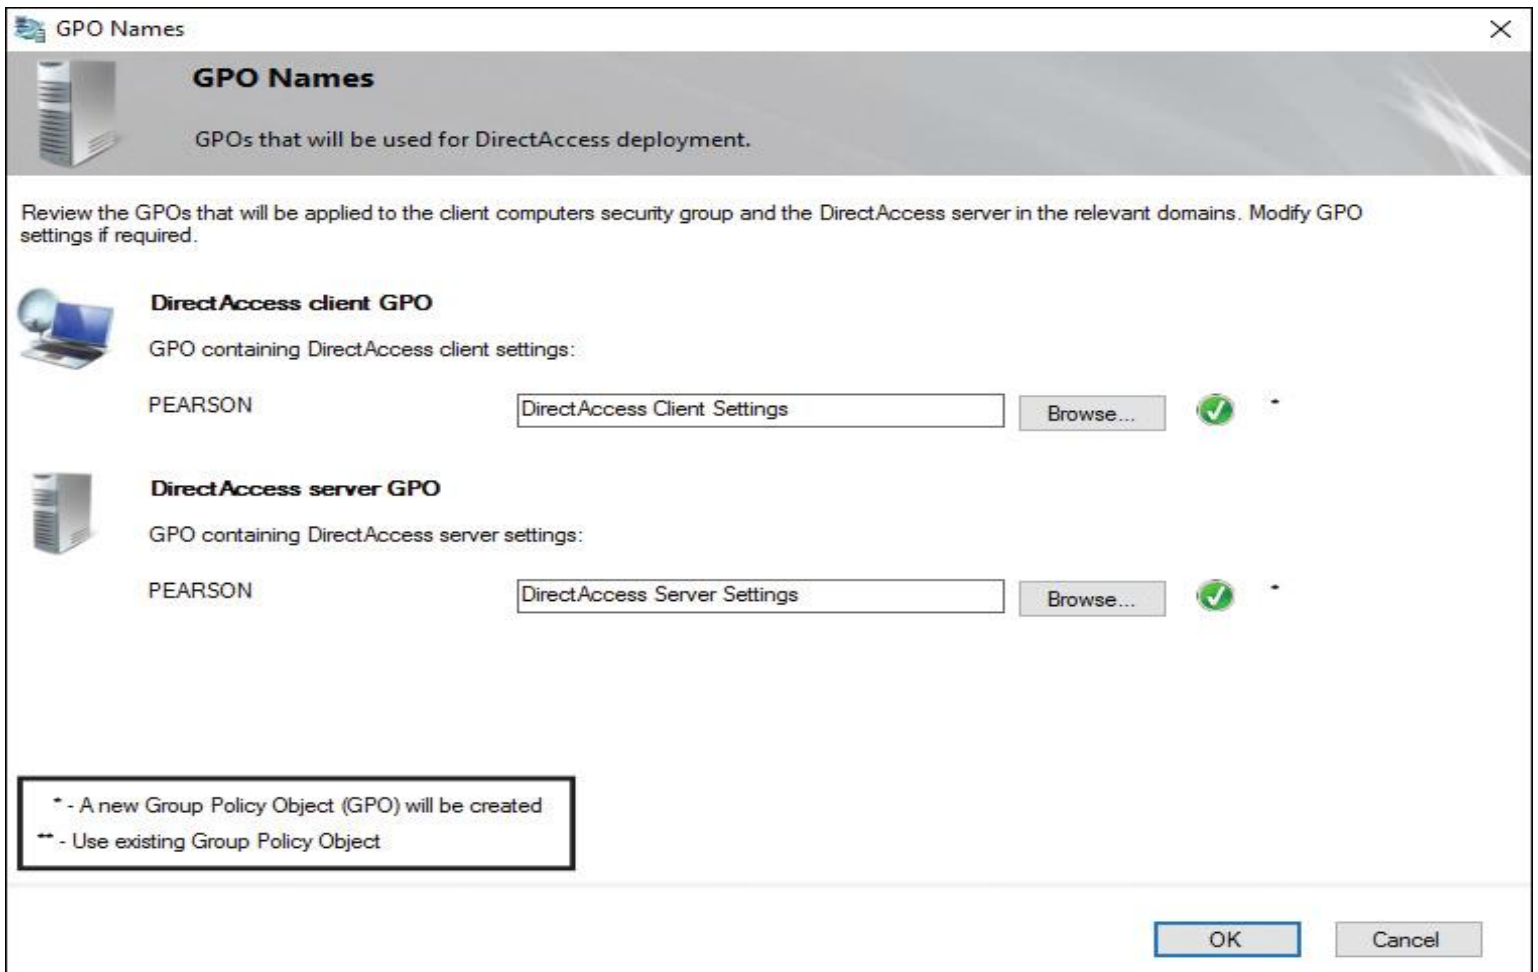 GPO Names
GPO Names
GPOs that will be used for DirectAccess deployment.
Review the GPOs that will be applied to the client computers security group and the DirectAccess server in the relevant domains. Modify GPO
settings if required.
DirectAccess client GPO
GPO containing DirectAccess client settings:
PEARSON DirectAccess Client Settings Browse... *
DirectAccess server GPO
GPO containing DirectAccess server settings:
PEARSON DirectAccess Server Settings Browse... *
* - A new Group Policy Object (GPO) will be created
** - Use existing Group Policy Object
OK Cancel